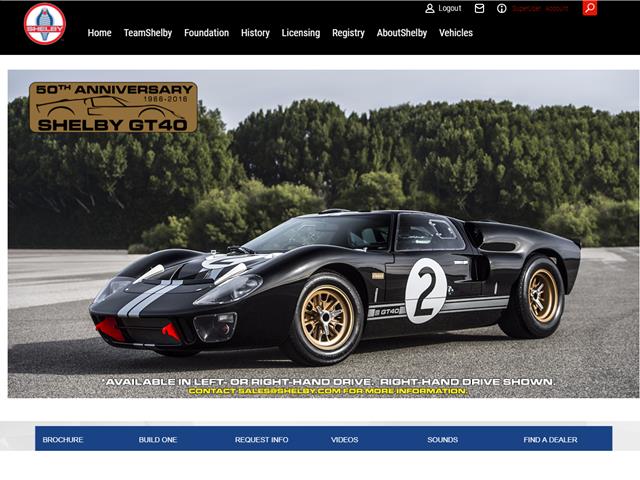 SHELBY
Logout
SuperUser Account
Home TeamShelby Foundation History Licensing Registry AboutShelby Vehicles
50TH ANNIVERSARY
1966-2016
SHELBY GT40
2
GT40
*AVAILABLE IN LEFT- OR RIGHT-HAND DRIVE. RIGHT-HAND DRIVE SHOWN.
CONTACT SALES@SHELBY.COM FOR MORE INFORMATION.
BROCHURE BUILD ONE REQUEST INFO VIDEOS SOUNDS FIND A DEALER